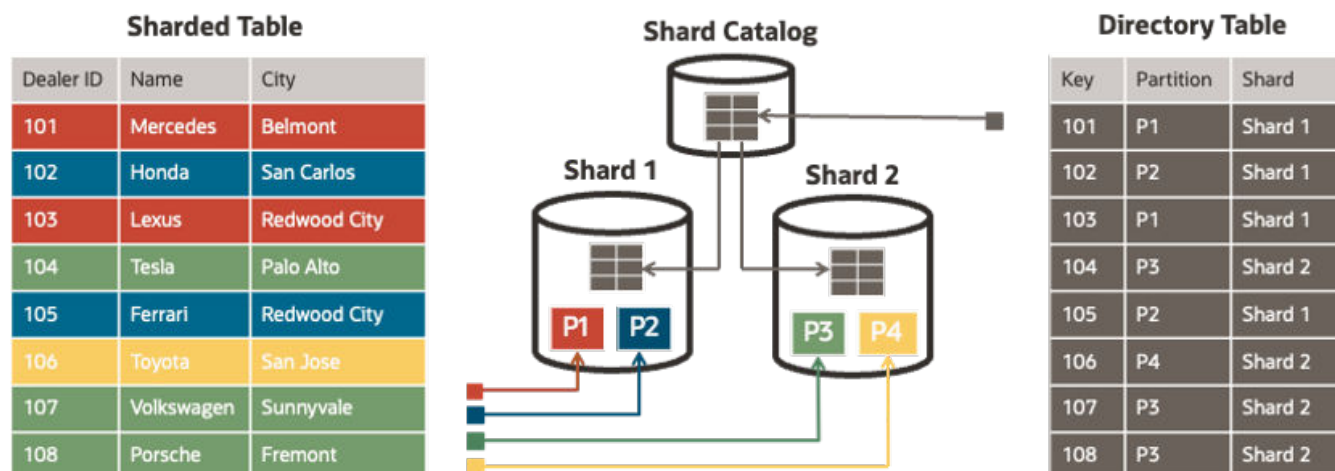 Sharded Table
Dealer ID Name City
101 Mercedes Belmont
102 Honda San Carlos
103 Lexus Redwood City
104 Tesla Palo Alto
105 Ferrari Redwood City
106 Toyota San Jose
107 Volkswagen Sunnyvale
108 Porsche Fremont
Shard Catalog
Shard 1
Shard 2
P1 P2
P3 P4
Directory Table
Key Partition Shard
101 P1 Shard 1
102 P2 Shard 1
103 P1 Shard 1
104 P3 Shard 2
105 P2 Shard 1
106 P4 Shard 2
107 P3 Shard 2
108 P3 Shard 2